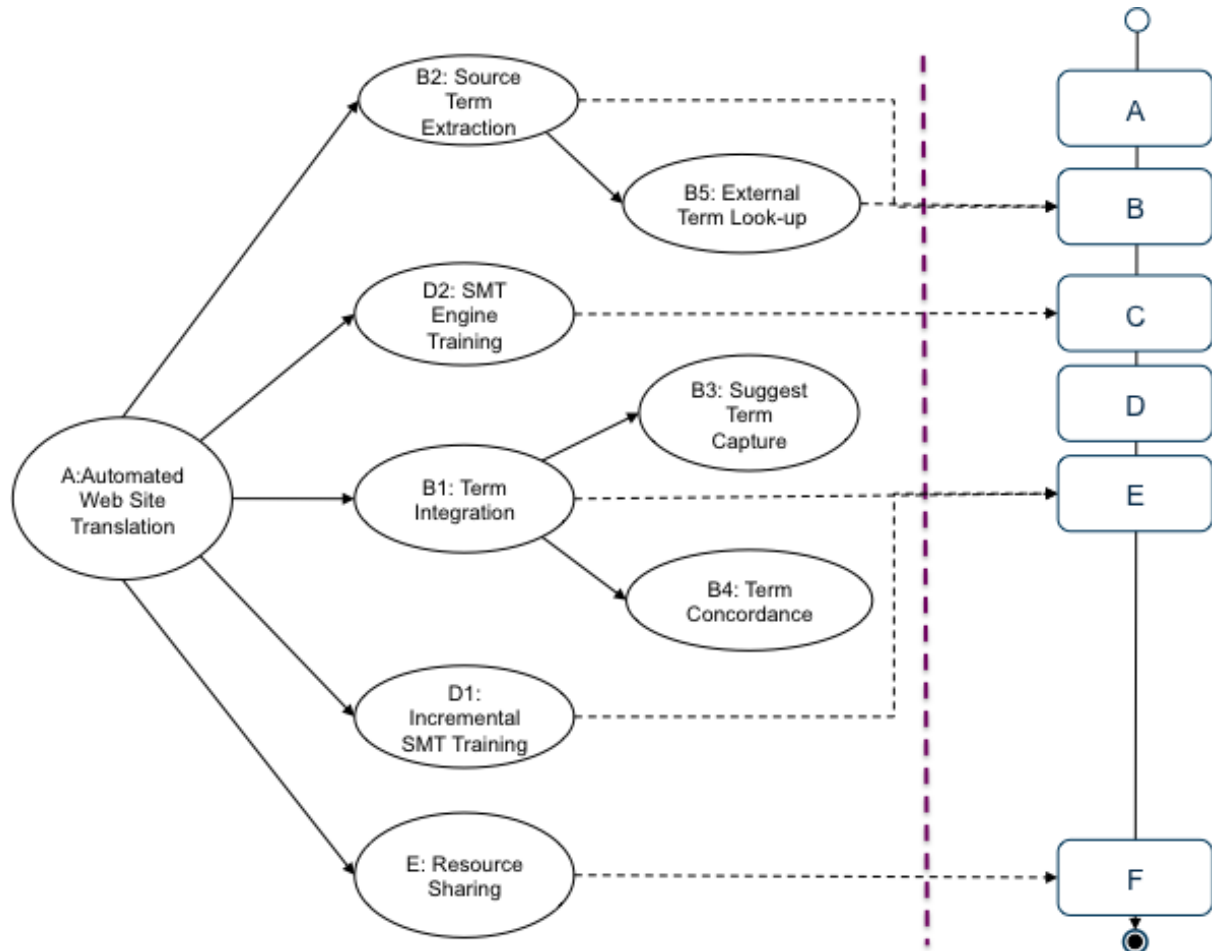 B2: Source
Term
Extraction
A
B5: External
Term Look-up
B
D2: SMT
Engine
Training
C
B3: Suggest
Term
Capture
D
A:Automated
Web Site
Translation
B1: Term
Integration
E
B4: Term
Concordance
D1:
Incremental
SMT Training
E: Resource
Sharing
F